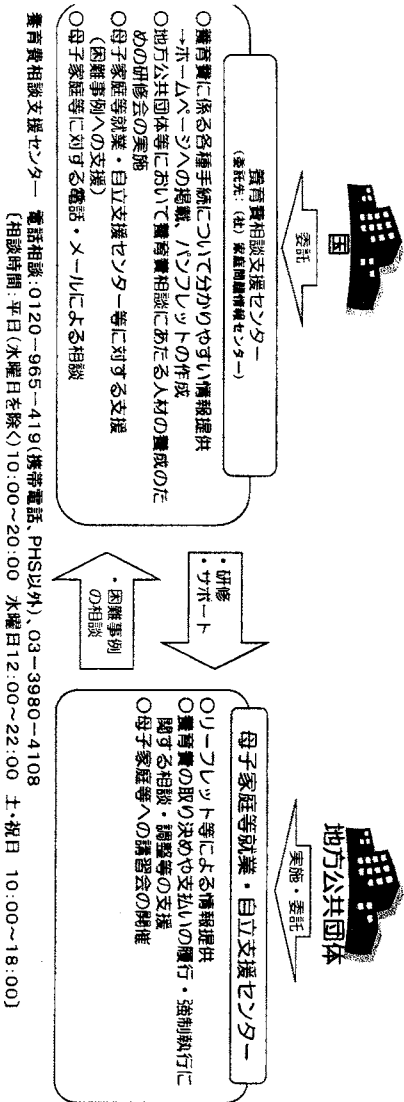 国
委託
養育費相談支援センター
(委託先：(社)家庭問題情報センター)
○養育費に係る各種手続について分かりやすい情報提供
→ホームページへの掲載、パンフレットの作成
○地方公共団体等において養育費相談にあたる人材の養成のた
めの研修会の実施
○母子家庭等就業・自立支援センター等に対する支援
(困難事例への支援)
○母子家庭等に対する電話・メールによる相談
・研修
・サポート
・困難事例
の相談
地方公共団体
実施・委託
母子家庭等就業・自立支援センター
○リーフレット等による情報提供
○養育費の取り決めや支払いの履行・強制執行に
関する相談・調整等の支援
○母子家庭等への講習会の開催
養育費相談支援センター 電話相談:0120-965-419(携帯電話、PHS以外)、03-3980-4108
[相談時間:平日(水曜日を除く)10:00~20:00 水曜日12:00~22:00 土・祝日 10:00~18:00]